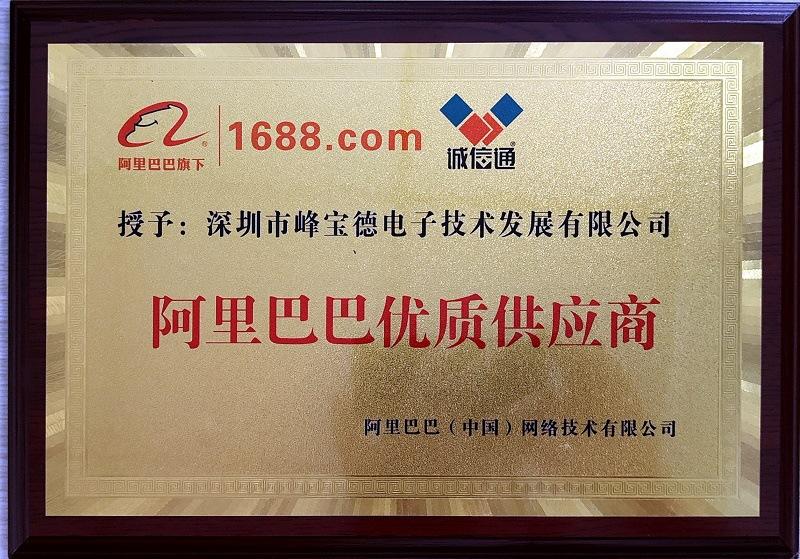 阿里巴巴旗下
1688.com
诚信通
授予：深圳市峰宝德电子技术发展有限公司
阿里巴巴优质供应商
阿里巴巴（中国）网络技术有限公司